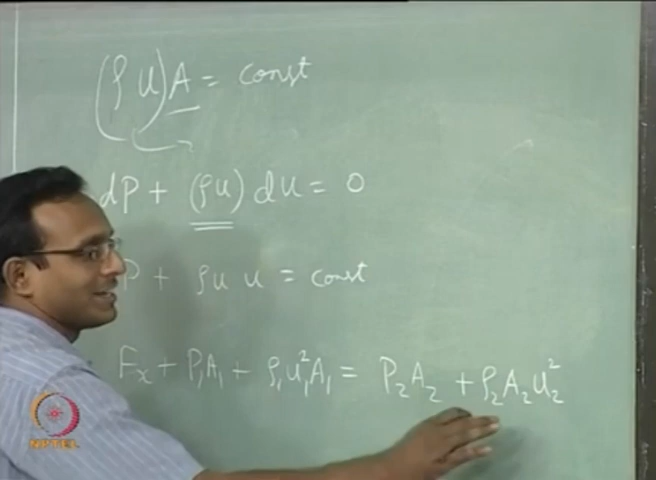 (ρu)A = const
dP + (ρu) du = 0
P + ρu u = const
Fx + P₁A₁ + ρ₁u₁²A₁ = P₂A₂ + ρ₂A₂u₂²
NPTEL